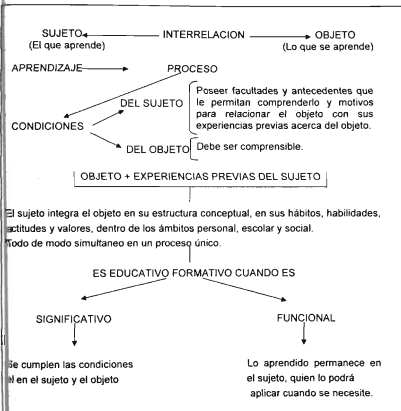 SUJETO INTERRELACION OBJETO
(El que aprende) (Lo que se aprende)
APRENDIZAJE PROCESO
Poseer facultades y antecedentes que
le permitan comprenderlo y motivos
para relacionar el objeto con sus
experiencias previas acerca del objeto.
DEL SUJETO
CONDICIONES
DEL OBJETO Debe ser comprensible.
OBJETO + EXPERIENCIAS PREVIAS DEL SUJETO
El sujeto integra el objeto en su estructura conceptual, en sus hábitos, habilidades,
actitudes y valores, dentro de los ámbitos personal, escolar y social.
Todo de modo simultaneo en un proceso único.
ES EDUCATIVO FORMATIVO CUANDO ES
SIGNIFICATIVO FUNCIONAL
Se cumplen las condiciones
en el sujeto y el objeto
Lo aprendido permanece en
el sujeto, quien lo podrá
aplicar cuando se necesite.